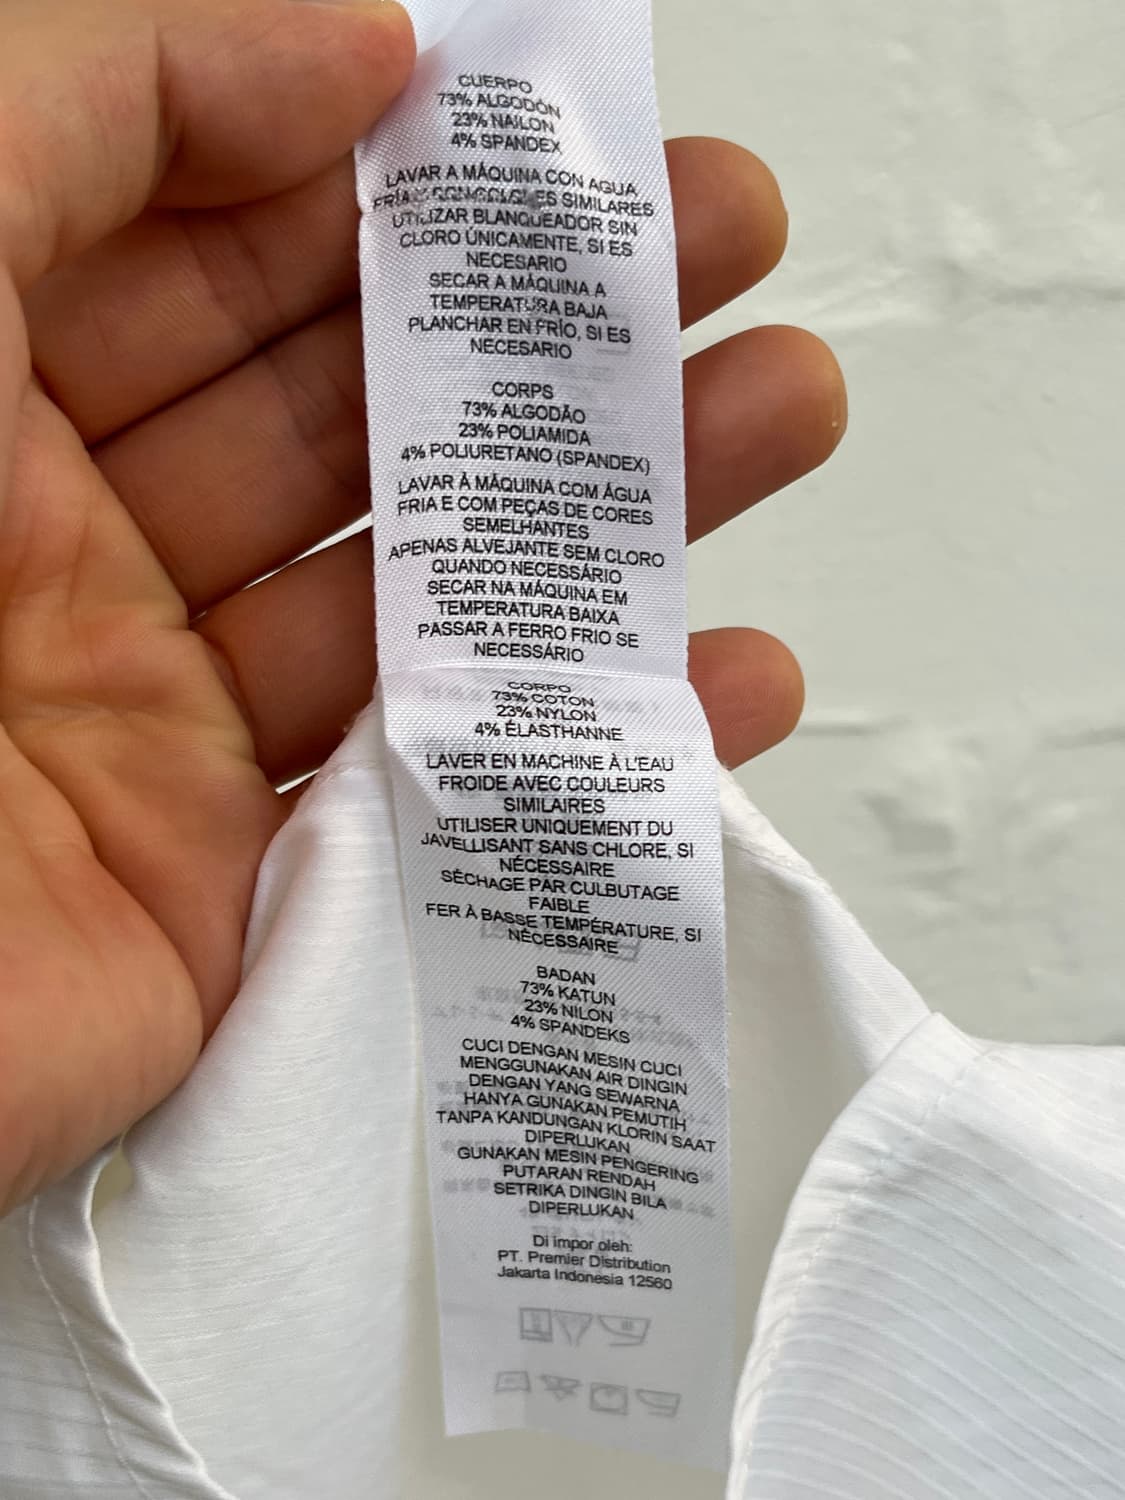 CUERPO
73% ALGODÓN
23% NAILON
4% SPANDEX
LAVAR A MÁQUINA CON AGUA
FRÍA Y CON COLORES SIMILARES
UTILIZAR BLANQUEADOR SIN
CLORO ÚNICAMENTE, SI ES
NECESARIO
SECAR A MÁQUINA A
TEMPERATURA BAJA
PLANCHAR EN FRÍO, SI ES
NECESARIO
CORPS
73% ALGODÃO
23% POLIAMIDA
4% POLIURETANO (SPANDEX)
LAVAR À MÁQUINA COM ÁGUA
FRIA E COM PEÇAS DE CORES
SEMELHANTES
APENAS ALVEJANTE SEM CLORO
QUANDO NECESSÁRIO
SECAR NA MÁQUINA EM
TEMPERATURA BAIXA
PASSAR A FERRO FRIO SE
NECESSÁRIO
CORPO
73% COTON
23% NYLON
4% ÉLASTHANNE
LAVER EN MACHINE À L'EAU
FROIDE AVEC COULEURS
SIMILAIRES
UTILISER UNIQUEMENT DU
JAVELLISANT SANS CHLORE, SI
NÉCESSAIRE
SÉCHAGE PAR CULBUTAGE
FAIBLE
FER À BASSE TEMPÉRATURE, SI
NÉCESSAIRE
BADAN
73% KATUN
23% NILON
4% SPANDEKS
CUCI DENGAN MESIN CUCI
MENGGUNAKAN AIR DINGIN
DENGAN YANG SEWARNA
HANYA GUNAKAN PEMUTIH
TANPA KANDUNGAN KLORIN SAAT
DIPERLUKAN
GUNAKAN MESIN PENGERING
PUTARAN RENDAH
SETRIKA DINGIN BILA
DIPERLUKAN
Di impor oleh:
PT. Premier Distribution
Jakarta Indonesia 12560